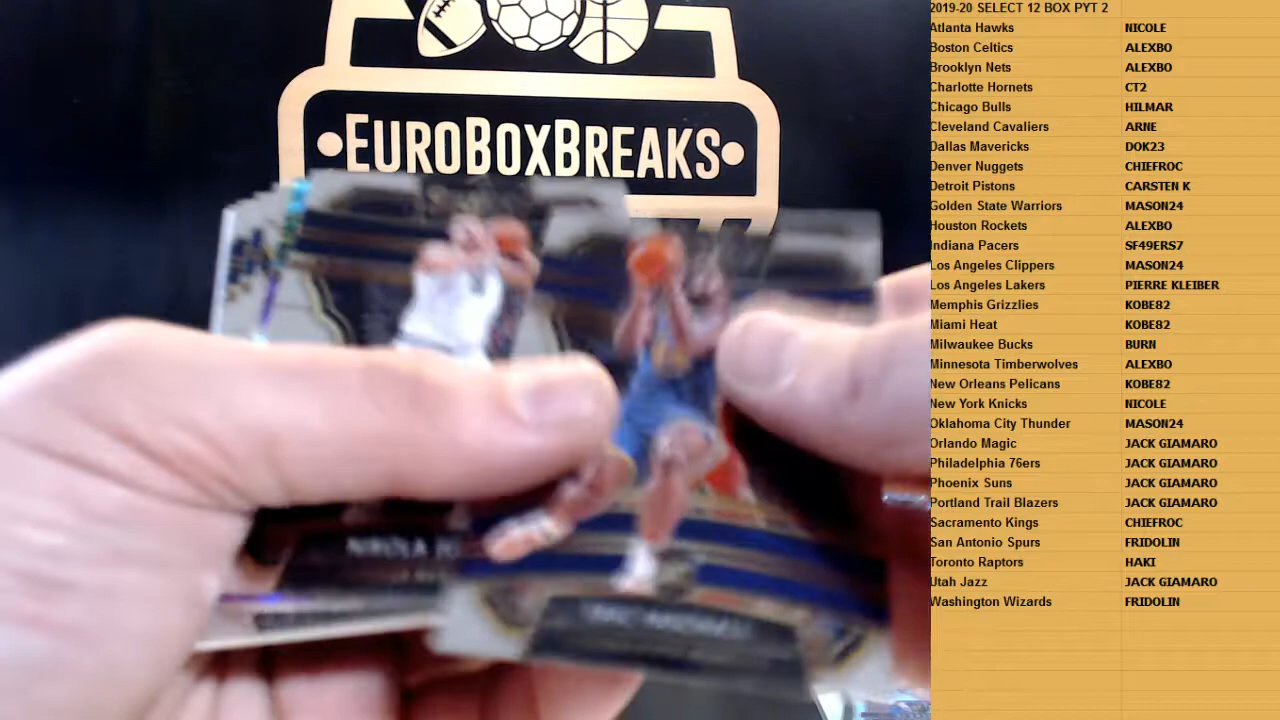 EUROBOXBREAKS
NIKOLA
2019-20 SELECT 12 BOX PYT 2
Atlanta Hawks NICOLE
Boston Celtics ALEXBO
Brooklyn Nets ALEXBO
Charlotte Hornets CT2
Chicago Bulls HILMAR
Cleveland Cavaliers ARNE
Dallas Mavericks DOK23
Denver Nuggets CHIEFROC
Detroit Pistons CARSTEN K
Golden State Warriors MASON24
Houston Rockets ALEXBO
Indiana Pacers SF49ERS7
Los Angeles Clippers MASON24
Los Angeles Lakers PIERRE KLEIBER
Memphis Grizzlies KOBE82
Miami Heat KOBE82
Milwaukee Bucks BURN
Minnesota Timberwolves ALEXBO
New Orleans Pelicans KOBE82
New York Knicks NICOLE
Oklahoma City Thunder MASON24
Orlando Magic JACK GIAMARO
Philadelphia 76ers JACK GIAMARO
Phoenix Suns JACK GIAMARO
Portland Trail Blazers JACK GIAMARO
Sacramento Kings CHIEFROC
San Antonio Spurs FRIDOLIN
Toronto Raptors HAKI
Utah Jazz JACK GIAMARO
Washington Wizards FRIDOLIN